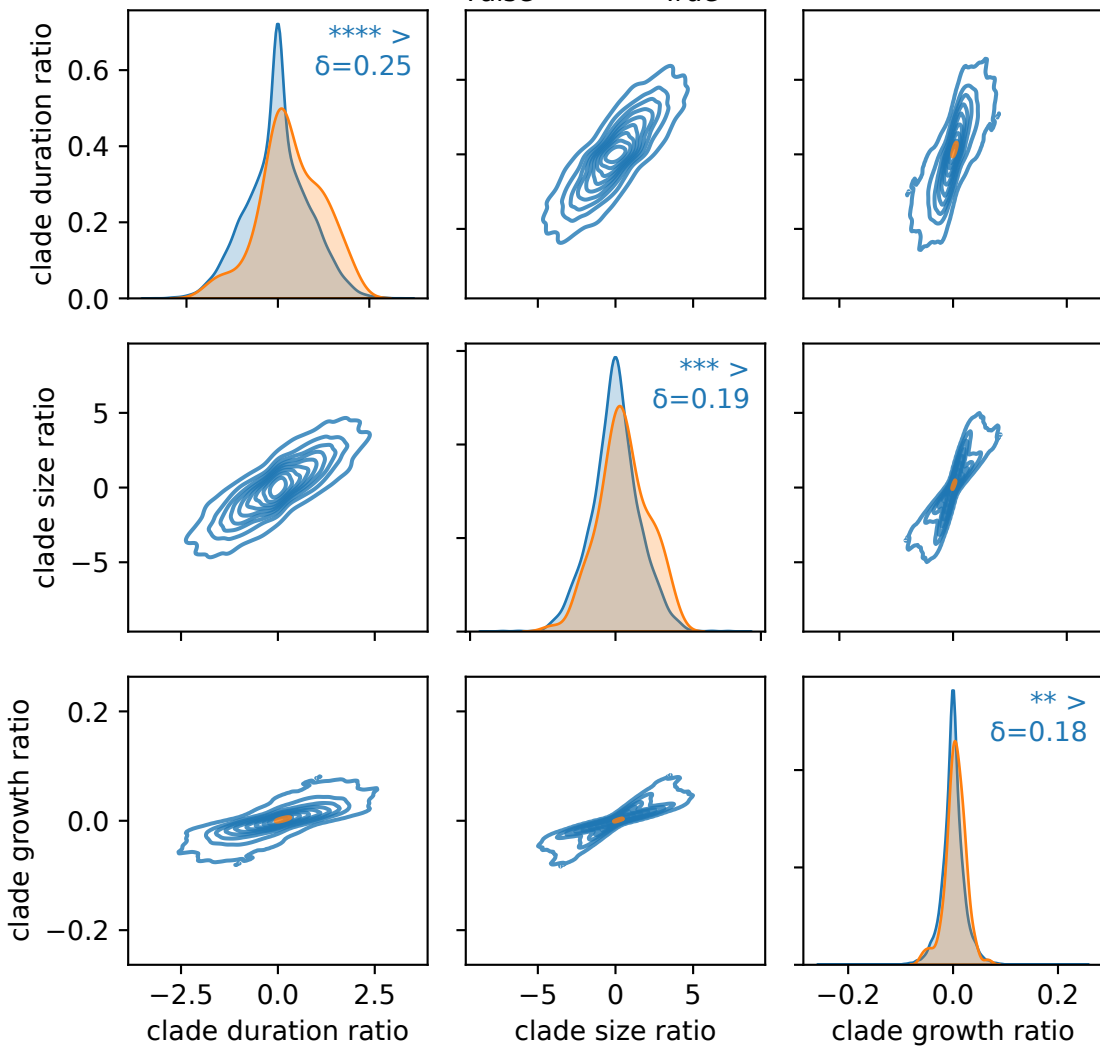 clade duration ratio
0.6
0.4
0.2
0.0
**** >
δ=0.25
clade size ratio
5
0
−5
*** >
δ=0.19
clade growth ratio
0.2
0.0
−0.2
** >
δ=0.18
−2.5 0.0 2.5
−5 0 5
−0.2 0.0 0.2
clade duration ratio
clade size ratio
clade growth ratio